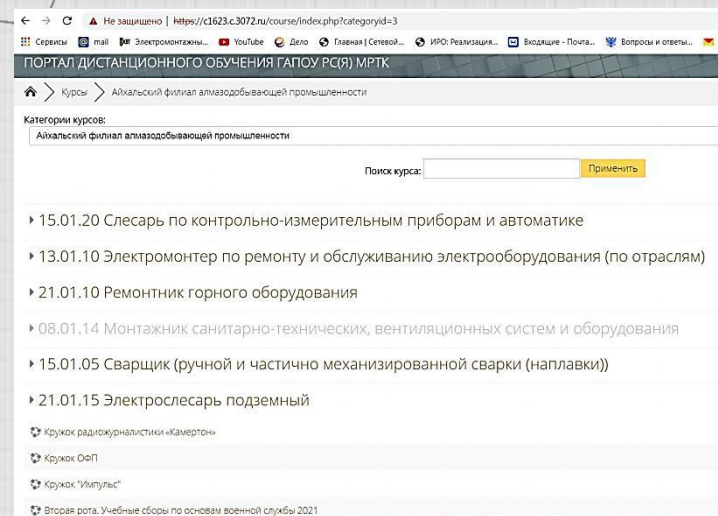 Не защищено | https://c1623.c.3072.ru/course/index.php?categoryid=3
Сервисы mail Электромонтажны... YouTube Дело Главная | Сетевой... ИРО: Реализация... Входящие - Почта... Вопросы и ответы...
ПОРТАЛ ДИСТАНЦИОННОГО ОБУЧЕНИЯ ГАПОУ РС(Я) МРТК
Курсы Айхальский филиал алмазодобывающей промышленности
Категории курсов:
Айхальский филиал алмазодобывающей промышленности
Поиск курса: Применить
15.01.20 Слесарь по контрольно-измерительным приборам и автоматике
13.01.10 Электромонтер по ремонту и обслуживанию электрооборудования (по отраслям)
21.01.10 Ремонтник горного оборудования
08.01.14 Монтажник санитарно-технических, вентиляционных систем и оборудования
15.01.05 Сварщик (ручной и частично механизированной сварки (наплавки))
21.01.15 Электрослесарь подземный
Кружок радиожурналистики «Камертон»
Кружок ОФП
Кружок "Импульс"
Вторая рота. Учебные сборы по основам военной службы 2021